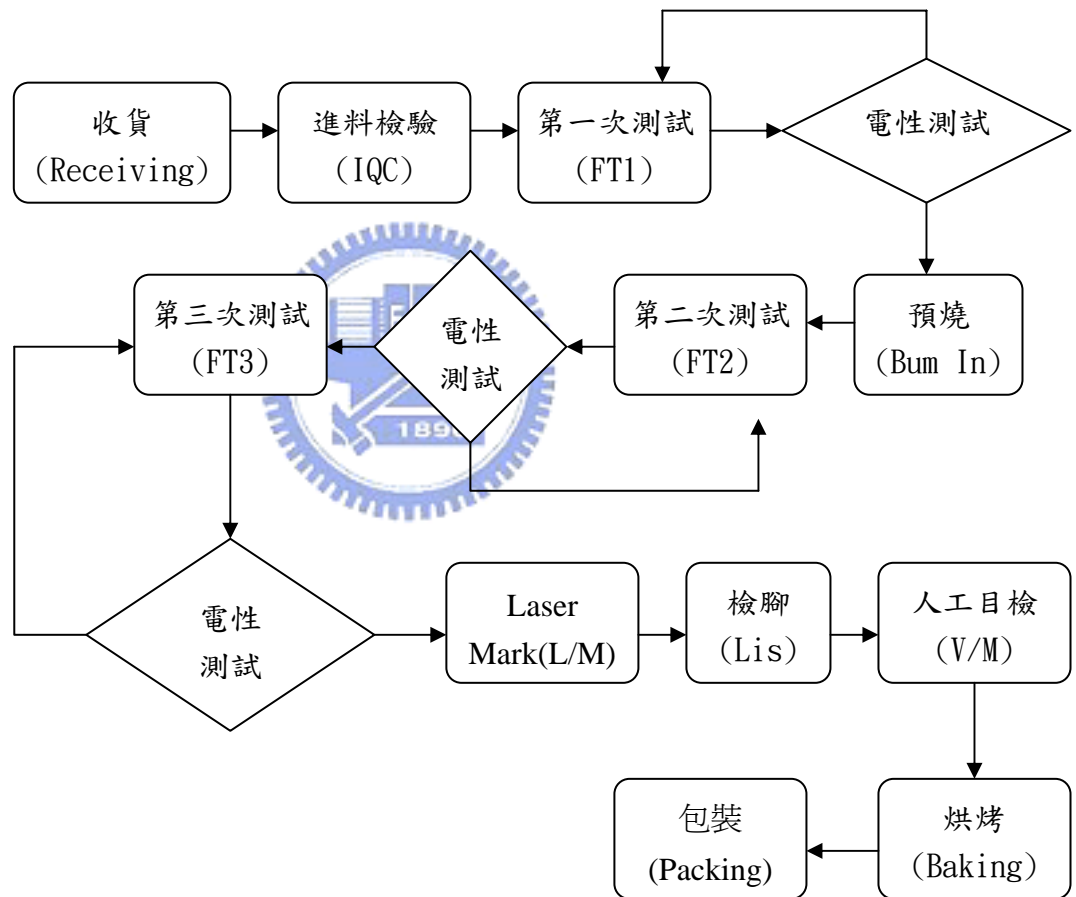 收貨
(Receiving)
進料檢驗
(IQC)
第一次測試
(FT1)
電性測試
預燒
(Bum In)
第二次測試
(FT2)
電性
測試
第三次測試
(FT3)
189
電性
測試
Laser
Mark(L/M)
檢腳
(Lis)
人工目檢
(V/M)
烘烤
(Baking)
包裝
(Packing)